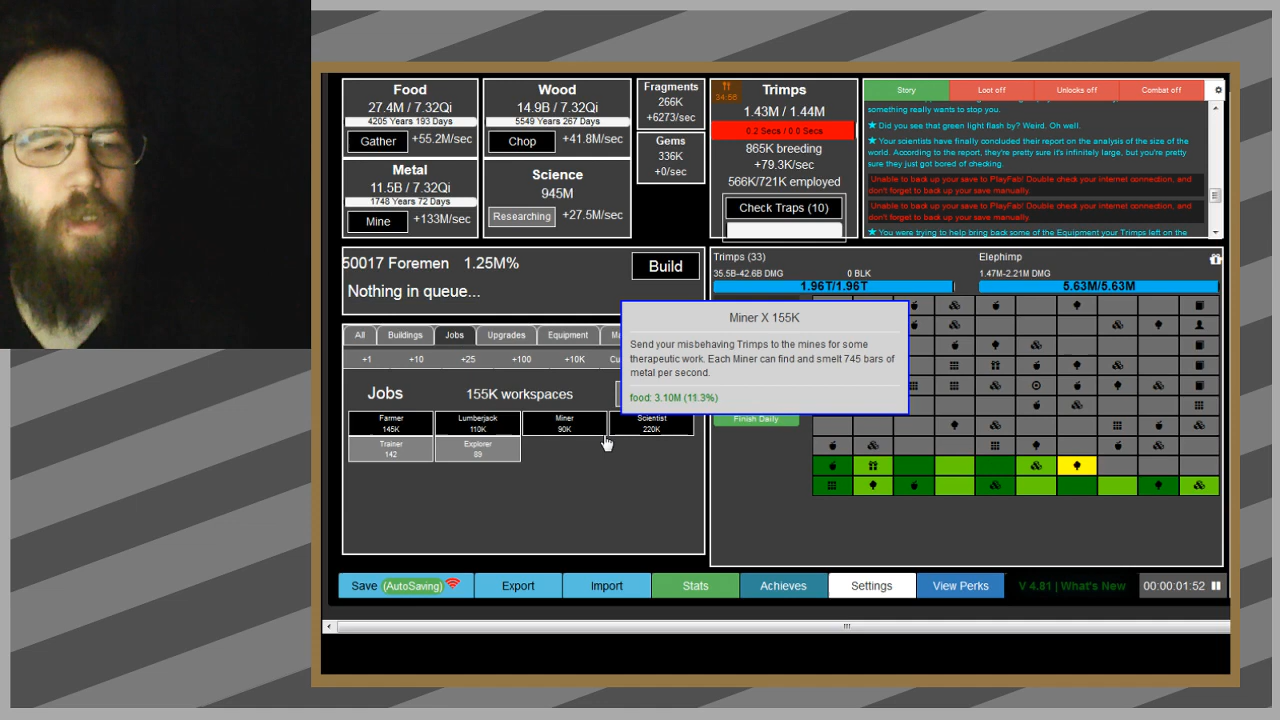 Food
27.4M / 7.32Qi
4205 Years 193 Days
Gather
+55.2M/sec
Wood
14.9B / 7.32Qi
5549 Years 267 Days
Chop
+41.8M/sec
Fragments
266K
+6273/sec
Gems
336K
+0/sec
Metal
11.5B / 7.32Qi
1748 Years 72 Days
Mine
+133M/sec
Science
945M
Researching
+27.5M/sec
34:56
Trimps
1.43M / 1.44M
0.2 Secs / 0.0 Secs
865K breeding
+79.3K/sec
566K/721K employed
Check Traps (10)
Story
Loot off
Unlocks off
Combat off
something really wants to stop you.
Did you see that green light flash by? Weird. Oh well.
Your scientists have finally concluded their report on the analysis of the size of the
world. According to the report, they're pretty sure it's infinitely large, but you're pretty
sure they just got bored of checking.
Unable to back up your save to PlayFab! Double check your internet connection, and
don't forget to back up your save manually.
Unable to back up your save to PlayFab! Double check your internet connection, and
don't forget to back up your save manually.
You were trying to help bring back some of the Equipment your Trimps left on the
50017 Foremen 1.25M%
Build
Nothing in queue...
Trimps (33)
35.5B-42.6B DMG
0 BLK
1.96T/1.96T
Elephimp
1.47M-2.21M DMG
5.63M/5.63M
All
Buildings
Jobs
Upgrades
Equipment
+1
+10
+25
+100
+10K
Cu
Jobs
155K workspaces
Farmer
145K
Lumberjack
110K
Miner
90K
Scientist
220K
Trainer
142
Explorer
89
Miner X 155K
Send your misbehaving Trimps to the mines for some
therapeutic work. Each Miner can find and smelt 745 bars of
metal per second.
food: 3.10M (11.3%)
Finish Daily
Save (AutoSaving)
Export
Import
Stats
Achieves
Settings
View Perks
V 4.81 | What's New
00:00:01:52